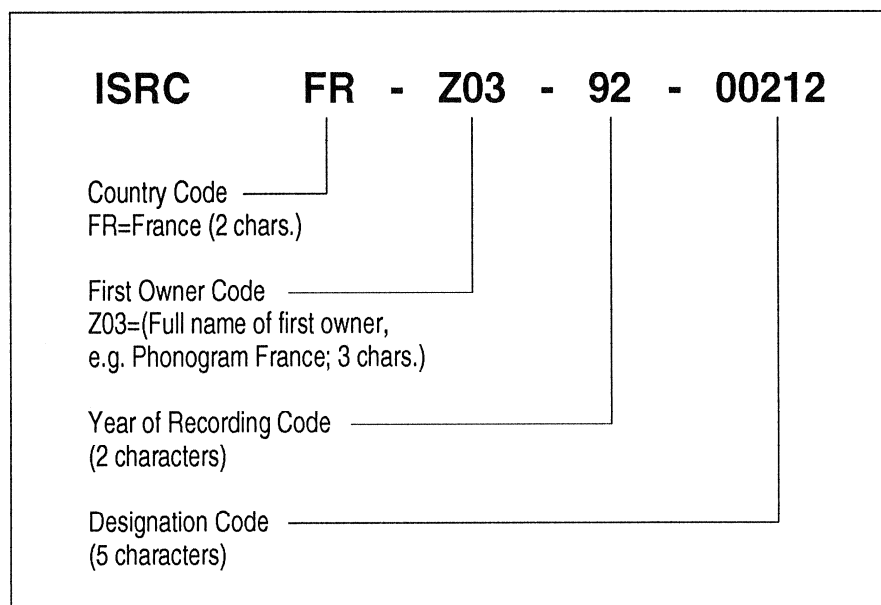 ISRC FR - Z03 - 92 - 00212
Country Code
FR=France (2 chars.)
First Owner Code
Z03=(Full name of first owner,
e.g. Phonogram France; 3 chars.)
Year of Recording Code
(2 characters)
Designation Code
(5 characters)